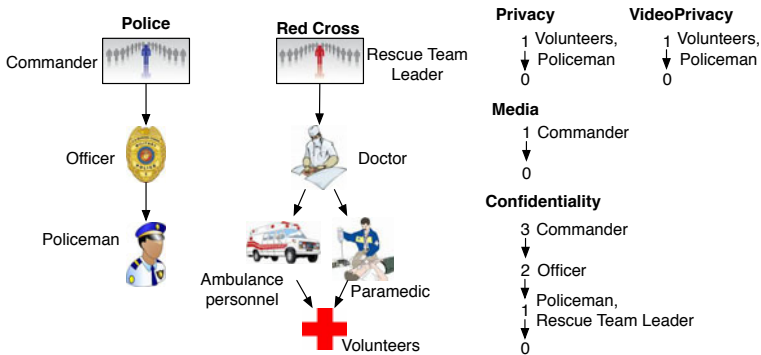 Police
Commander
Officer
Policeman
Red Cross
Rescue Team
Leader
Doctor
Ambulance
personnel
Paramedic
Volunteers
Privacy
1 Volunteers,
Policeman
0
VideoPrivacy
1 Volunteers,
Policeman
0
Media
1 Commander
0
Confidentiality
3 Commander
2 Officer
1 Policeman,
Rescue Team Leader
0